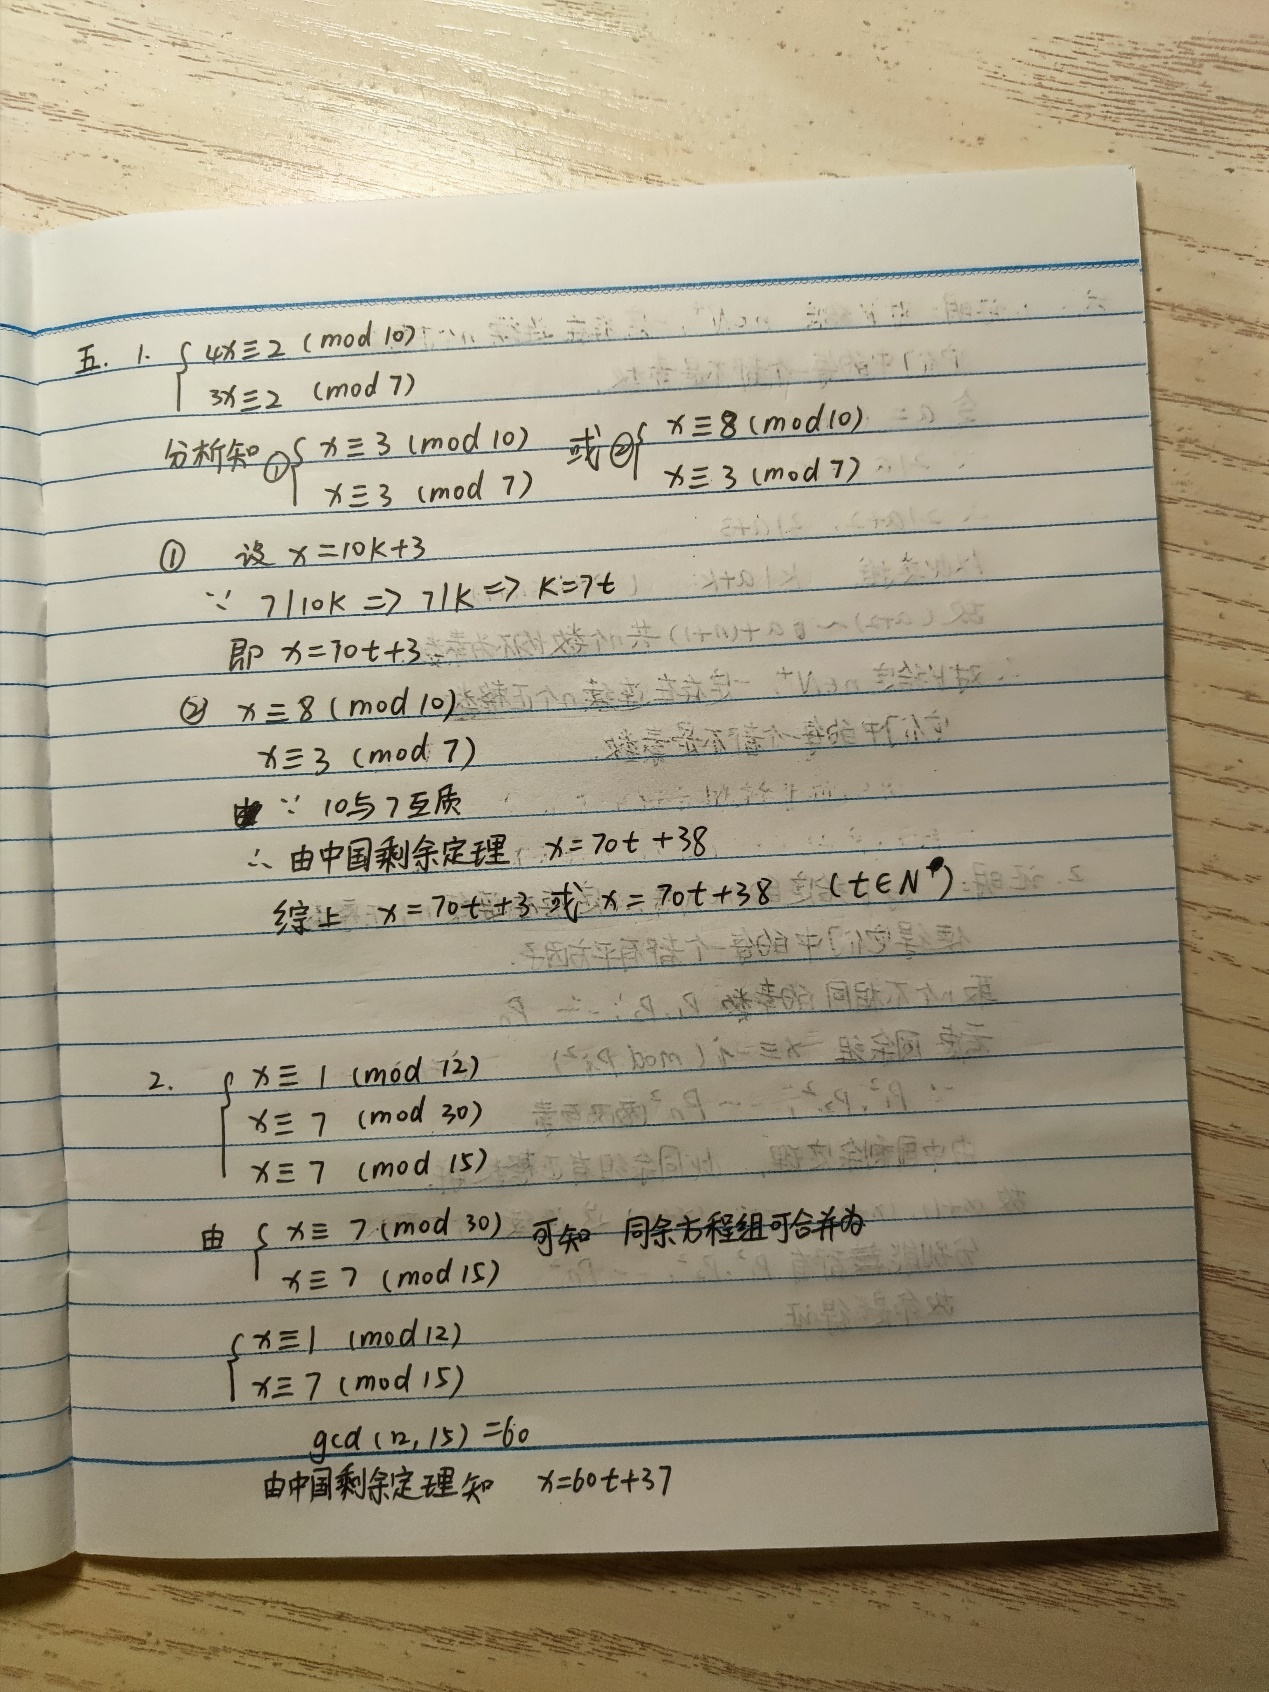 五. 1. { 4x≡2 (mod 10)
3x≡2 (mod 7)
分析知 ① { x≡3 (mod 10) 或 ② { x≡8 (mod 10)
x≡3 (mod 7) x≡3 (mod 7)
① 设 x=10k+3
∵ 7|10k => 7|k => k=7t
即 x=70t+3
② x≡8 (mod 10)
x≡3 (mod 7)
∵ 10与7互质
∴ 由中国剩余定理 x=70t+38
综上 x=70t+3 或 x=70t+38 (t∈N)
2. { x≡1 (mod 12)
x≡7 (mod 30)
x≡7 (mod 15)
由 { x≡7 (mod 30) 可知 同余方程组可合并为
x≡7 (mod 15)
{ x≡1 (mod 12)
x≡7 (mod 15)
gcd(12,15)=60
由中国剩余定理知 x=60t+37